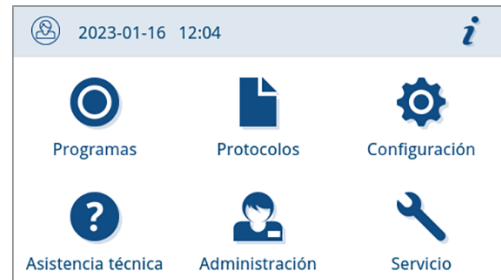 2023-01-16 12:04 i
Programas Protocolos Configuración
? Asistencia técnica Administración Servicio